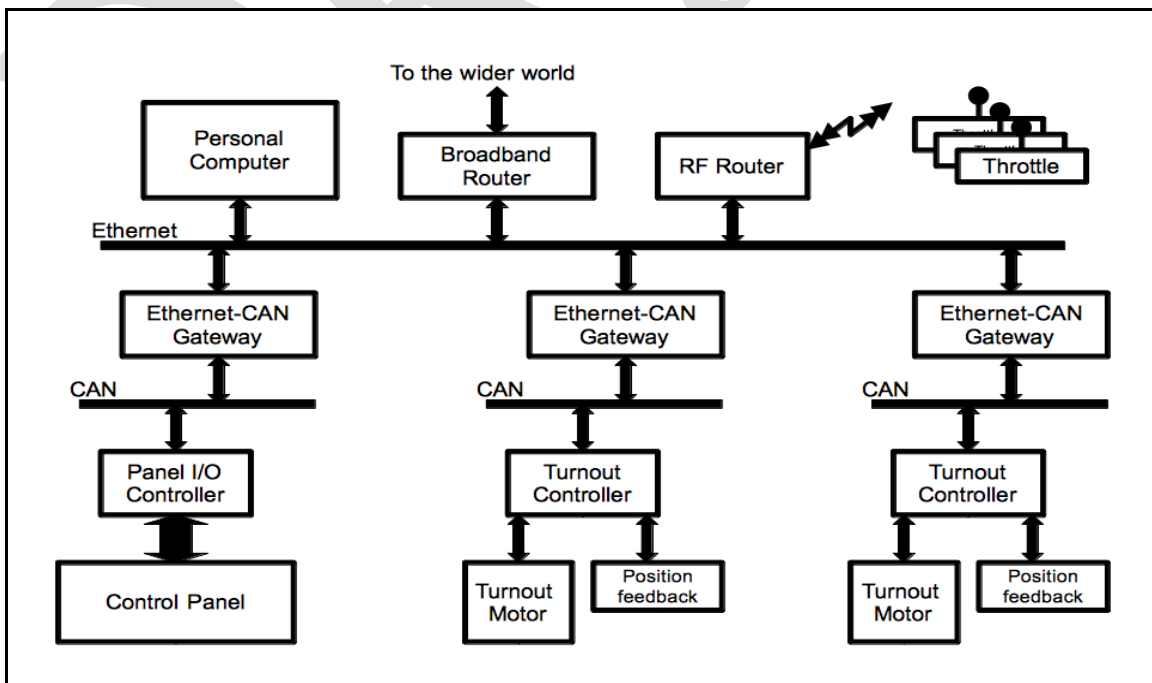 To the wider world
Personal
Computer
Broadband
Router
RF Router
Throttle
Ethernet
Ethernet-CAN
Gateway
Ethernet-CAN
Gateway
Ethernet-CAN
Gateway
CAN
CAN
CAN
Panel I/O
Controller
Turnout
Controller
Turnout
Controller
Control Panel
Turnout
Motor
Position
feedback
Turnout
Motor
Position
feedback